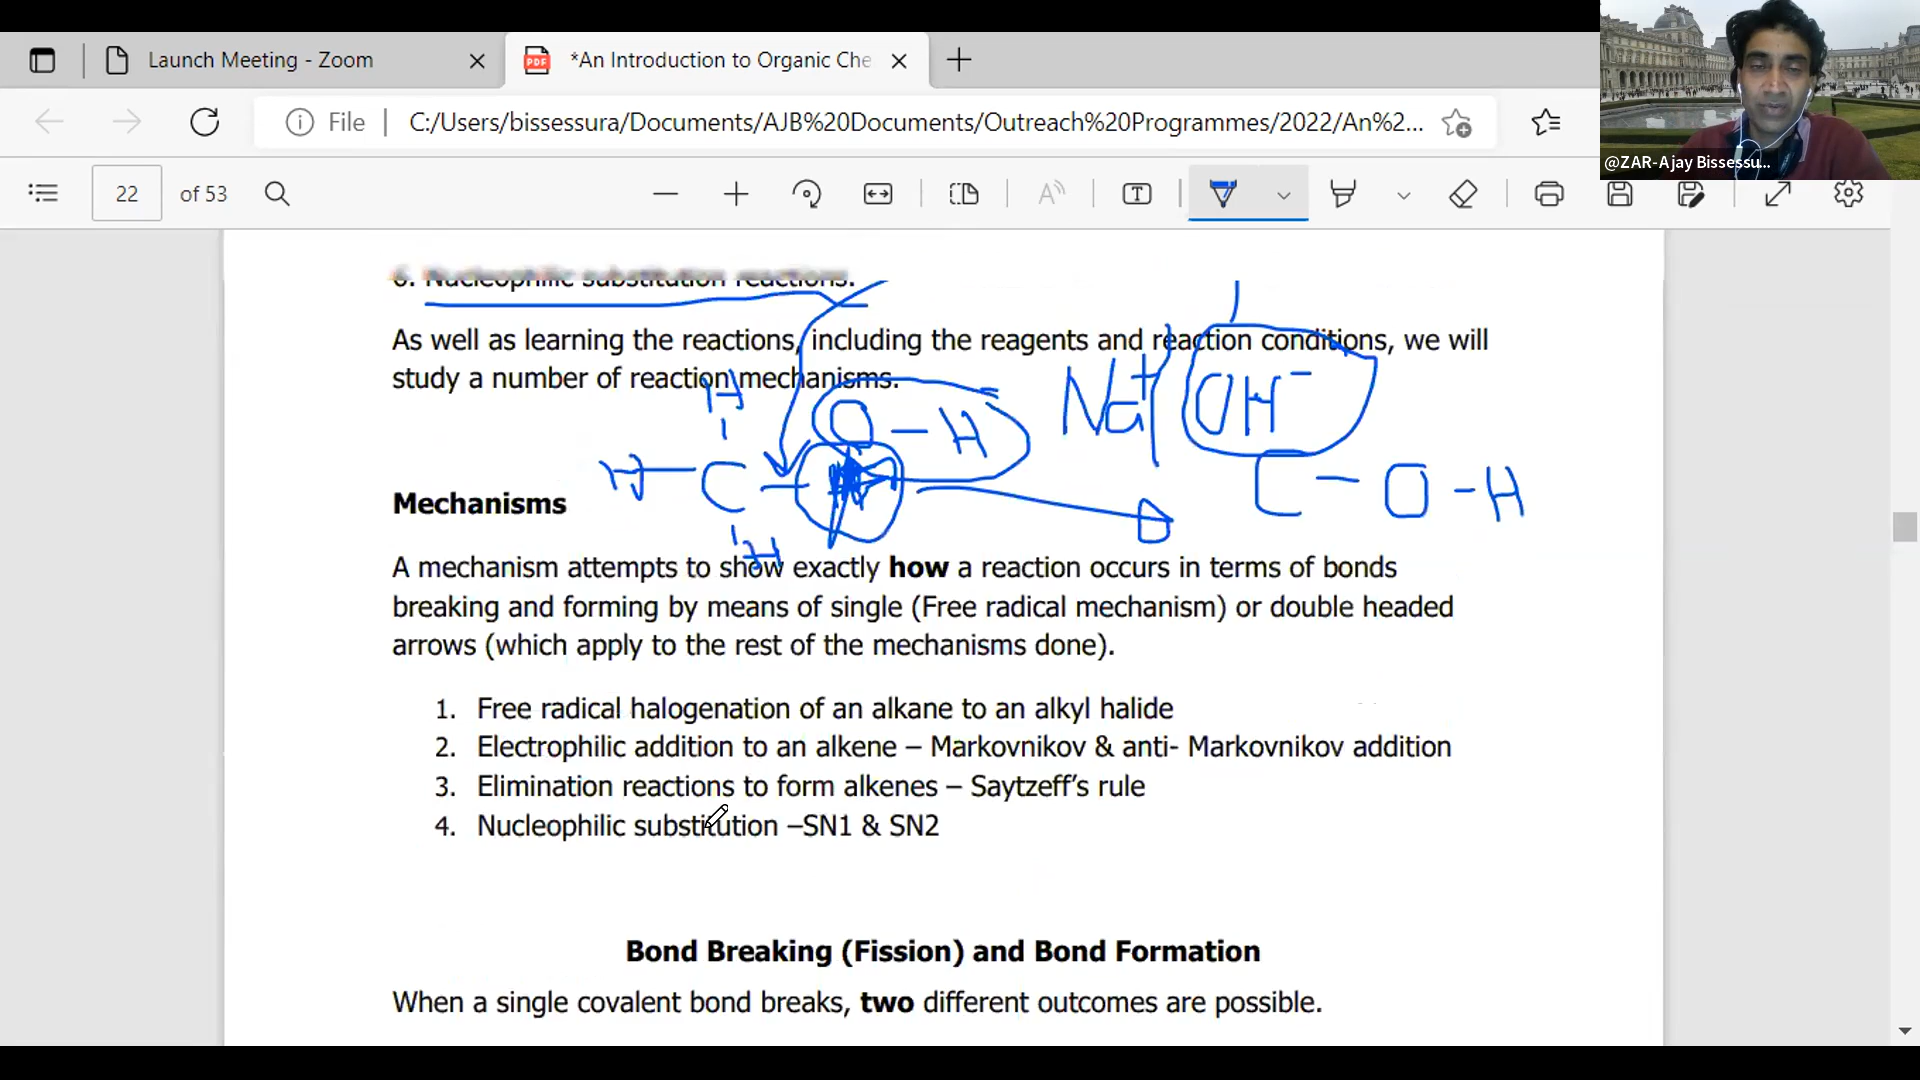 Launch Meeting - Zoom
*An Introduction to Organic Che
File
C:/Users/bissessura/Documents/AJB%20Documents/Outreach%20Programmes/2022/An%2...
@ZAR-Ajay Bissessu...
22 of 53
6. Nucleophilic substitution reactions.
As well as learning the reactions, including the reagents and reaction conditions, we will
study a number of reaction mechanisms.
H
O - H Na+ OH-
H - C - C - O - H
H
Mechanisms
A mechanism attempts to show exactly how a reaction occurs in terms of bonds
breaking and forming by means of single (Free radical mechanism) or double headed
arrows (which apply to the rest of the mechanisms done).
1. Free radical halogenation of an alkane to an alkyl halide
2. Electrophilic addition to an alkene – Markovnikov & anti- Markovnikov addition
3. Elimination reactions to form alkenes – Saytzeff's rule
4. Nucleophilic substitution –SN1 & SN2
Bond Breaking (Fission) and Bond Formation
When a single covalent bond breaks, two different outcomes are possible.